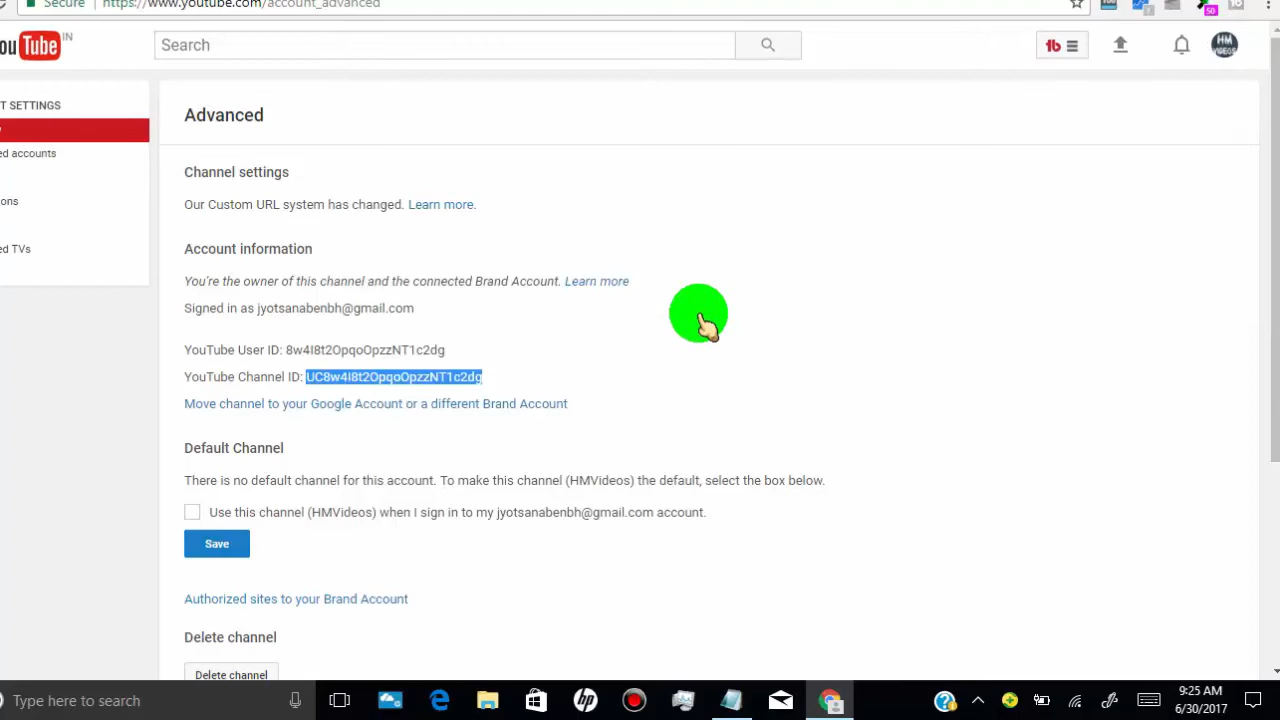 Secure | https://www.youtube.com/account_advanced
50
ouTube IN
Search
HM
VIDEOS
T SETTINGS
ed accounts
ons
ed TVs
Advanced
Channel settings
Our Custom URL system has changed. Learn more.
Account information
You're the owner of this channel and the connected Brand Account. Learn more
Signed in as jyotsanabenbh@gmail.com
YouTube User ID: 8w4I8t2OpqoOpzzNT1c2dg
YouTube Channel ID: UC8w4I8t2OpqoOpzzNT1c2dg
Move channel to your Google Account or a different Brand Account
Default Channel
There is no default channel for this account. To make this channel (HMVideos) the default, select the box below.
Use this channel (HMVideos) when I sign in to my jyotsanabenbh@gmail.com account.
Save
Authorized sites to your Brand Account
Delete channel
Delete channel
Type here to search
hp
9:25 AM
6/30/2017